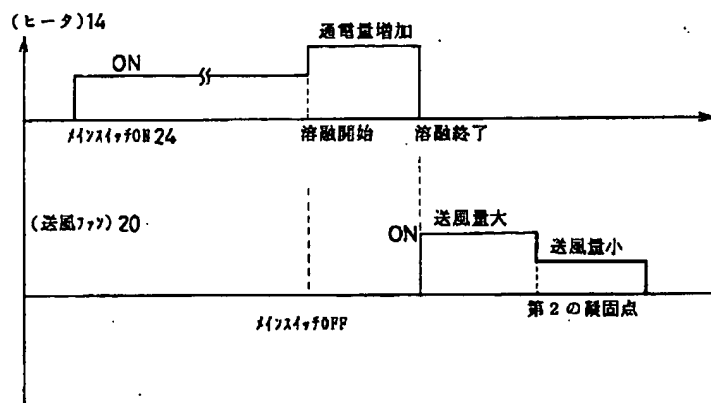 (ヒータ)14
通電量増加
ON
メインスイッチON24
溶融開始
溶融終了
(送風ファン)20
ON
送風量大
送風量小
第2の凝固点
メインスイッチOFF